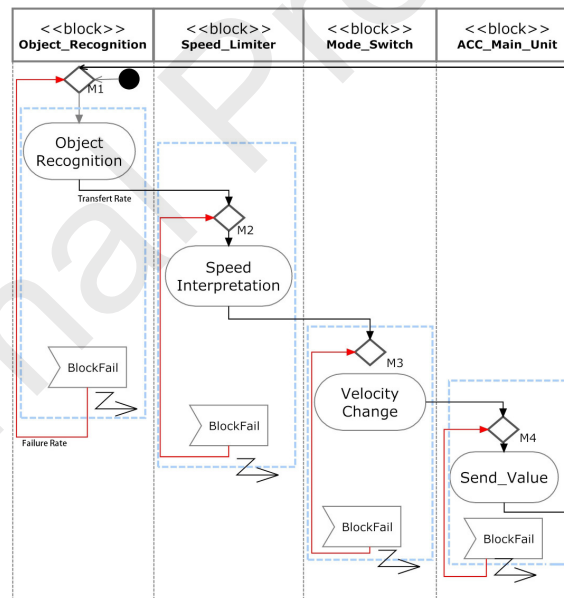 <<block>>
Object_Recognition
<<block>>
Speed_Limiter
<<block>>
Mode_Switch
<<block>>
ACC_Main_Unit
M1
Object
Recognition
Transfert Rate
M2
Speed
Interpretation
M3
BlockFail
Velocity
Change
BlockFail
M4
Failure Rate
Send_Value
BlockFail
BlockFail